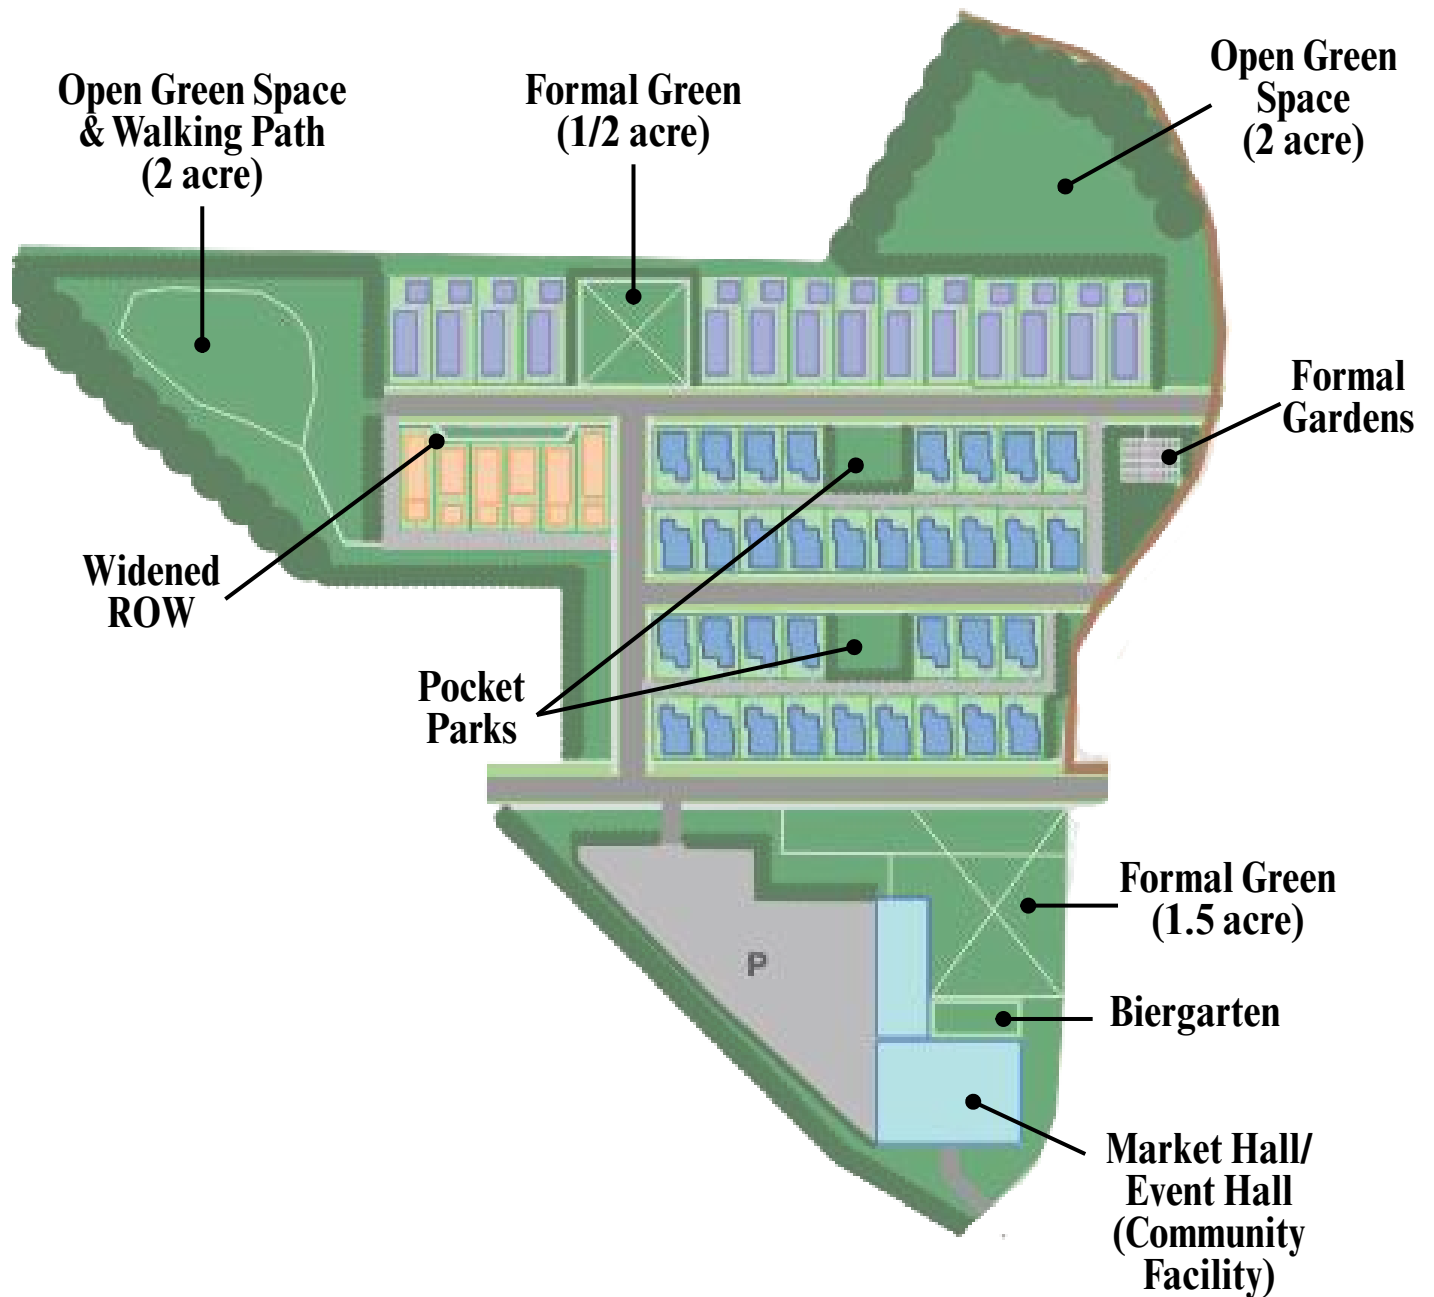 Open Green Space
& Walking Path
(2 acre)
Formal Green
(1/2 acre)
Open Green
Space
(2 acre)
Formal
Gardens
Widened
ROW
Pocket
Parks
Formal Green
(1.5 acre)
P
Biergarten
Market Hall/
Event Hall
(Community
Facility)